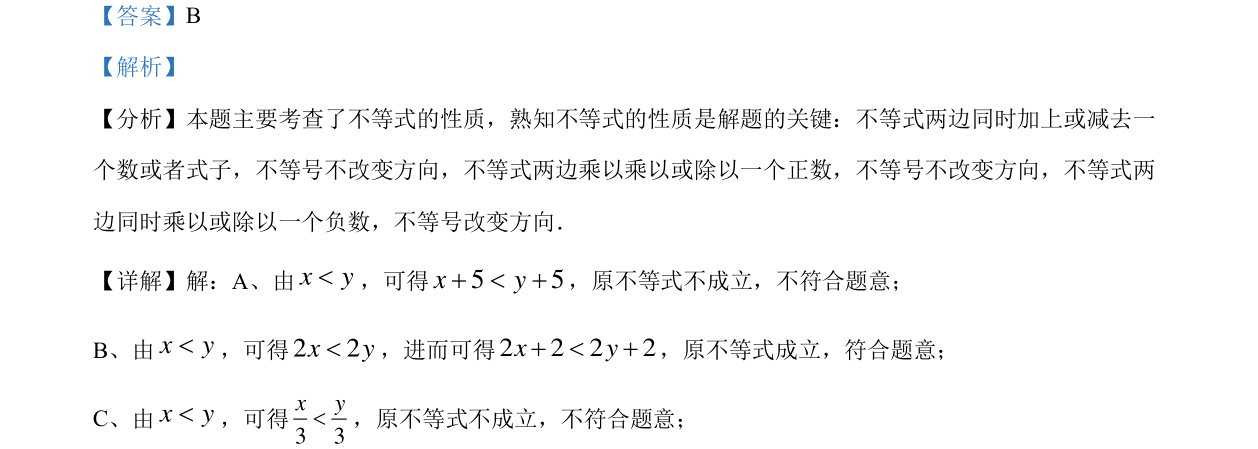 【答案】B
【解析】
【分析】本题主要考查了不等式的性质，熟知不等式的性质是解题的关键：不等式两边同时加上或减去一
个数或者式子，不等号不改变方向，不等式两边乘以乘以或除以一个正数，不等号不改变方向，不等式两
边同时乘以或除以一个负数，不等号改变方向．
【详解】解：A、由 x < y ，可得 x + 5 < y + 5，原不等式不成立，不符合题意；
B、由 x < y ，可得 2x < 2y ，进而可得 2x + 2 < 2y + 2，原不等式成立，符合题意；
C、由 x < y ，可得 x/3 < y/3 ，原不等式不成立，不符合题意；